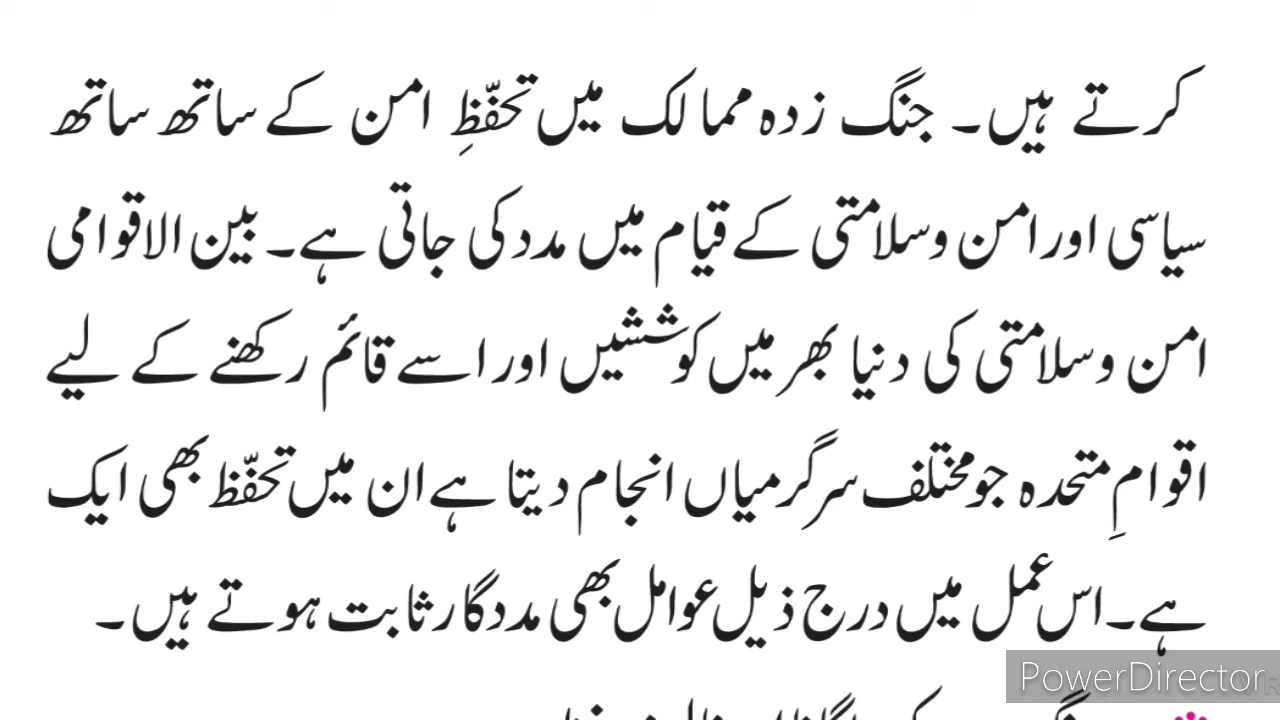 کرتے ہیں۔ جنگ زدہ ممالک میں تحفّظِ امن کے ساتھ ساتھ
سیاسی اور امن وسلامتی کے قیام میں مدد کی جاتی ہے۔ بین الاقوامی
امن وسلامتی کی دنیا بھر میں کوششیں اور اسے قائم رکھنے کے لیے
اقوامِ متحدہ جو مختلف سرگرمیاں انجام دیتا ہے ان میں تحفّظ بھی ایک
ہے۔ اس عمل میں درج ذیل عوامل بھی مددگار ثابت ہوتے ہیں۔
PowerDirector